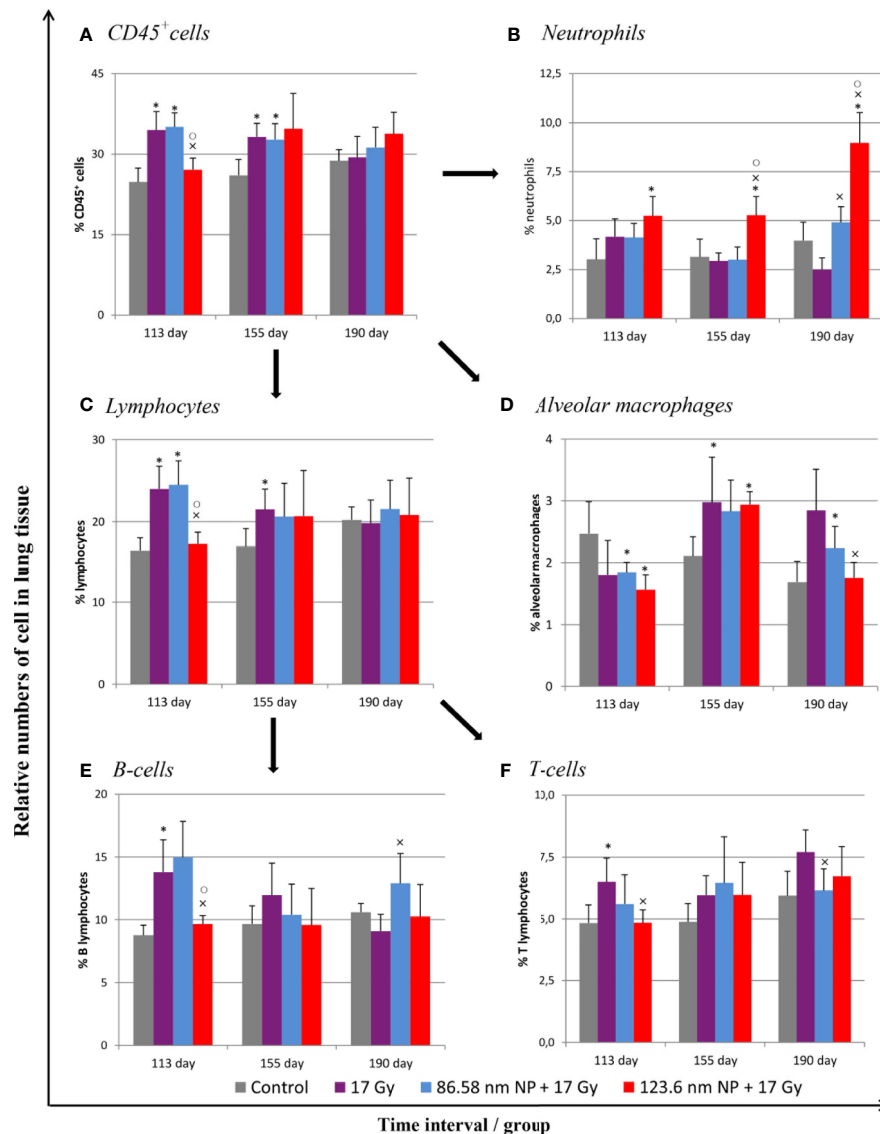 Relative numbers of cell in lung tissue
A CD45⁺ cells
% CD45⁺ cells
45
30
15
0
*
*
○
×
*
*
113 day
155 day
190 day
B Neutrophils
% neutrophils
12,5
10,0
7,5
5,0
2,5
0,0
*
○
×
*
×
○
×
*
113 day
155 day
190 day
C Lymphocytes
% lymphocytes
30
20
10
0
*
*
○
×
*
113 day
155 day
190 day
D Alveolar macrophages
% alveolar macrophages
4
3
2
1
0
*
*
*
*
*
×
113 day
155 day
190 day
E B-cells
% B lymphocytes
20
15
10
5
0
*
○
×
×
113 day
155 day
190 day
F T-cells
% T lymphocytes
13,0
7,5
5,0
2,5
0,0
*
×
×
113 day
155 day
190 day
Control 17 Gy 86.58 nm NP + 17 Gy 123.6 nm NP + 17 Gy
Time interval / group